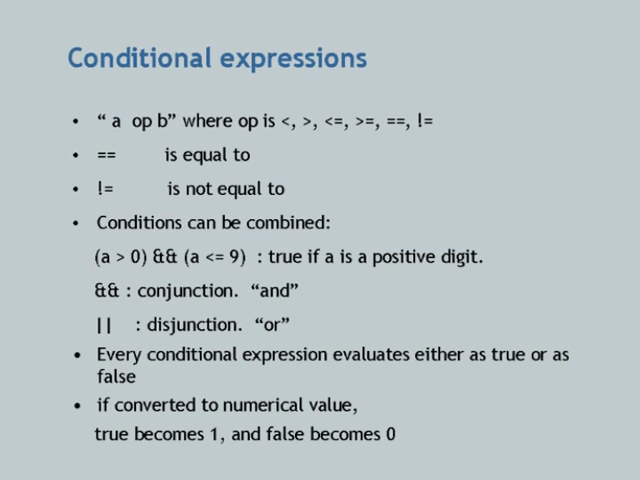 Conditional expressions
• “ a op b” where op is <, >, <=, >=, ==, !=
• == is equal to
• != is not equal to
• Conditions can be combined:
(a > 0) && (a <= 9) : true if a is a positive digit.
&& : conjunction. “and”
|| : disjunction. “or”
• Every conditional expression evaluates either as true or as
false
• if converted to numerical value,
true becomes 1, and false becomes 0